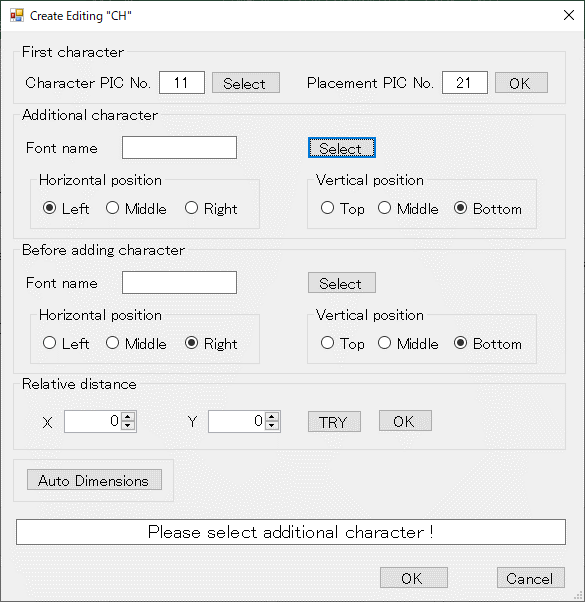 Create Editing "CH"
First character
Character PIC No. 11 Select Placement PIC No. 21 OK
Additional character
Font name Select
Horizontal position Vertical position
Left Middle Right Top Middle Bottom
Before adding character
Font name Select
Horizontal position Vertical position
Left Middle Right Top Middle Bottom
Relative distance
X 0 Y 0 TRY OK
Auto Dimensions
Please select additional character !
OK Cancel